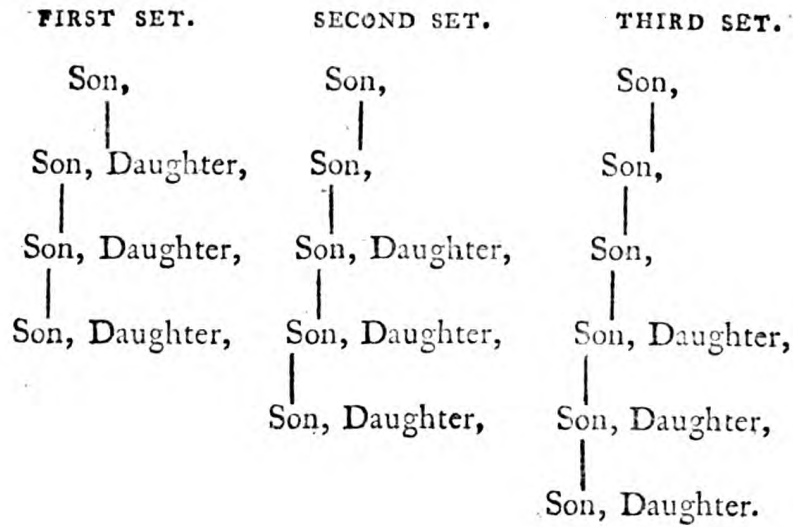 FIRST SET. SECOND SET. THIRD SET.
Son, Son, Son,
Son, Daughter, Son, Son,
Son, Daughter, Son, Daughter, Son,
Son, Daughter, Son, Daughter, Son, Daughter,
Son, Daughter, Son, Daughter,
Son, Daughter.